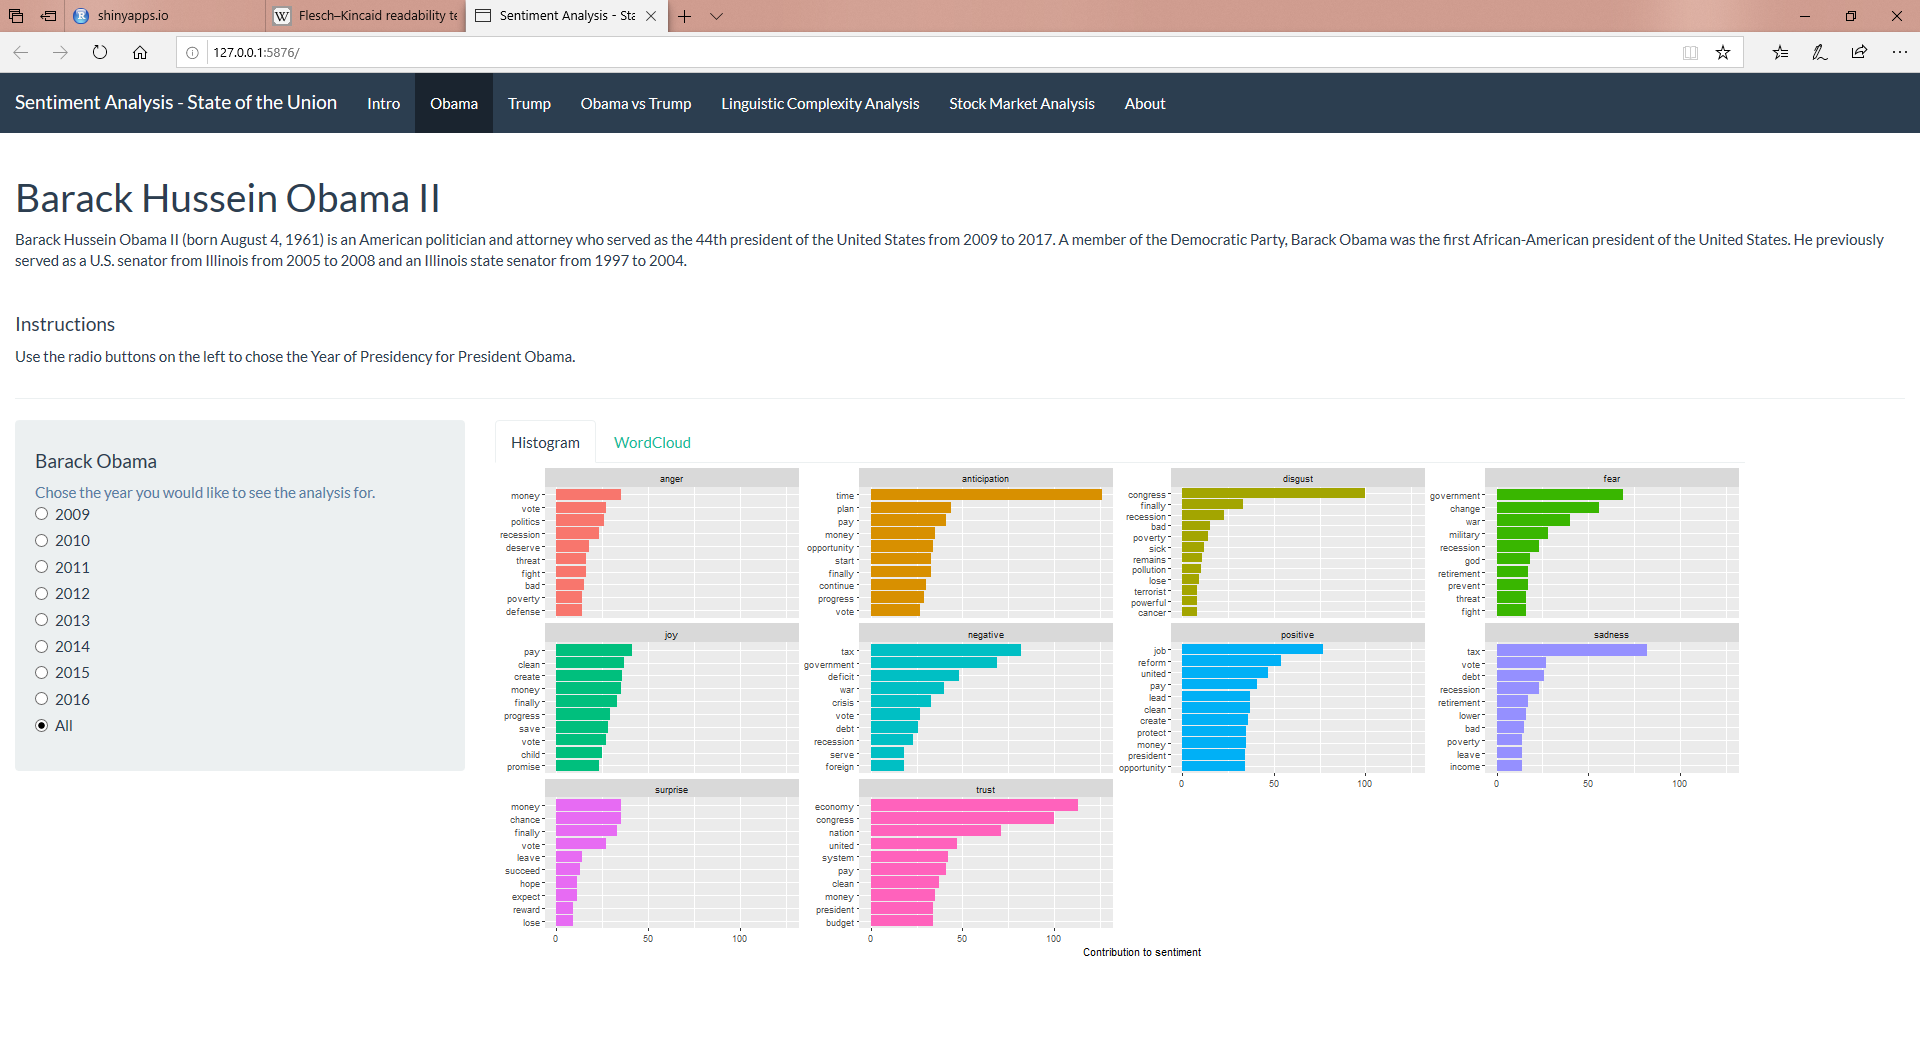 shinyapps.io
Flesch–Kincaid readability te
Sentiment Analysis - Sta
127.0.0.1:5876/
Sentiment Analysis - State of the Union Intro Obama Trump Obama vs Trump Linguistic Complexity Analysis Stock Market Analysis About
Barack Hussein Obama II
Barack Hussein Obama II (born August 4, 1961) is an American politician and attorney who served as the 44th president of the United States from 2009 to 2017. A member of the Democratic Party, Barack Obama was the first African-American president of the United States. He previously
served as a U.S. senator from Illinois from 2005 to 2008 and an Illinois state senator from 1997 to 2004.
Instructions
Use the radio buttons on the left to chose the Year of Presidency for President Obama.
Barack Obama
Chose the year you would like to see the analysis for.
2009
2010
2011
2012
2013
2014
2015
2016
All
Histogram WordCloud
anger
money
vote
politics
recession
deserve
threat
fight
bad
poverty
defense
anticipation
time
plan
pay
money
opportunity
start
finally
continue
progress
vote
disgust
congress
finally
recession
bad
poverty
sick
remains
pollution
lose
terrorist
powerful
cancer
fear
government
change
war
military
recession
god
retirement
prevent
threat
fight
joy
pay
clean
create
money
finally
progress
save
vote
child
promise
negative
tax
government
deficit
war
crisis
vote
debt
recession
serve
foreign
positive
job
reform
united
pay
lead
clean
create
protect
money
president
opportunity
0 50 100
sadness
tax
vote
debt
recession
retirement
lower
bad
poverty
leave
income
0 50 100
surprise
money
chance
finally
vote
leave
succeed
hope
expect
reward
lose
0 50 100
trust
economy
congress
nation
united
system
pay
clean
money
president
budget
0 50 100
Contribution to sentiment